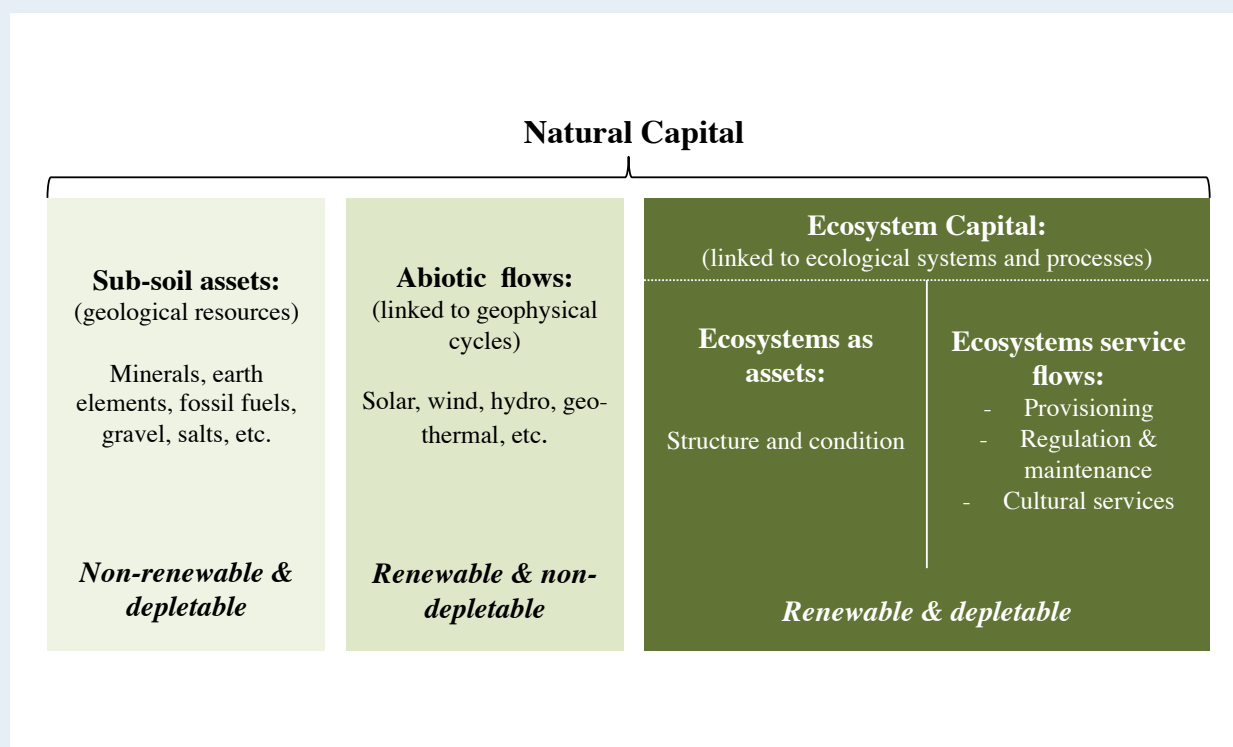 Natural Capital
Sub-soil assets:
(geological resources)
Minerals, earth
elements, fossil fuels,
gravel, salts, etc.
Non-renewable &
depletable
Abiotic flows:
(linked to geophysical
cycles)
Solar, wind, hydro, geo-
thermal, etc.
Renewable & non-
depletable
Ecosystem Capital:
(linked to ecological systems and processes)
Ecosystems as
assets:
Structure and condition
Ecosystems service
flows:
- Provisioning
- Regulation &
maintenance
- Cultural services
Renewable & depletable